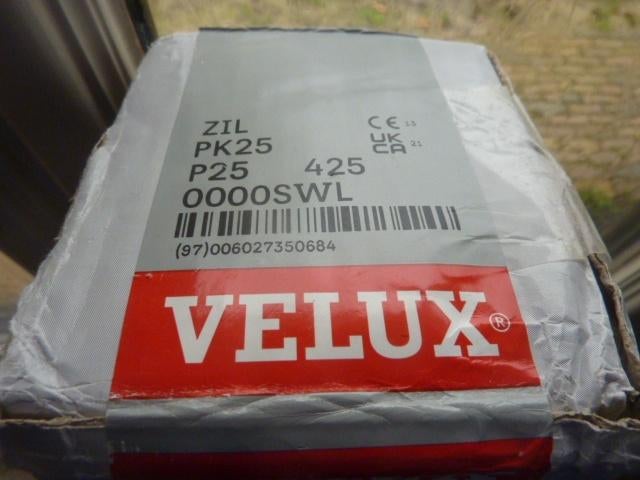 ZIL
CE 13
PK25
UK
CA 21
P25 425
0000SWL
(97)006027350684
VELUX®